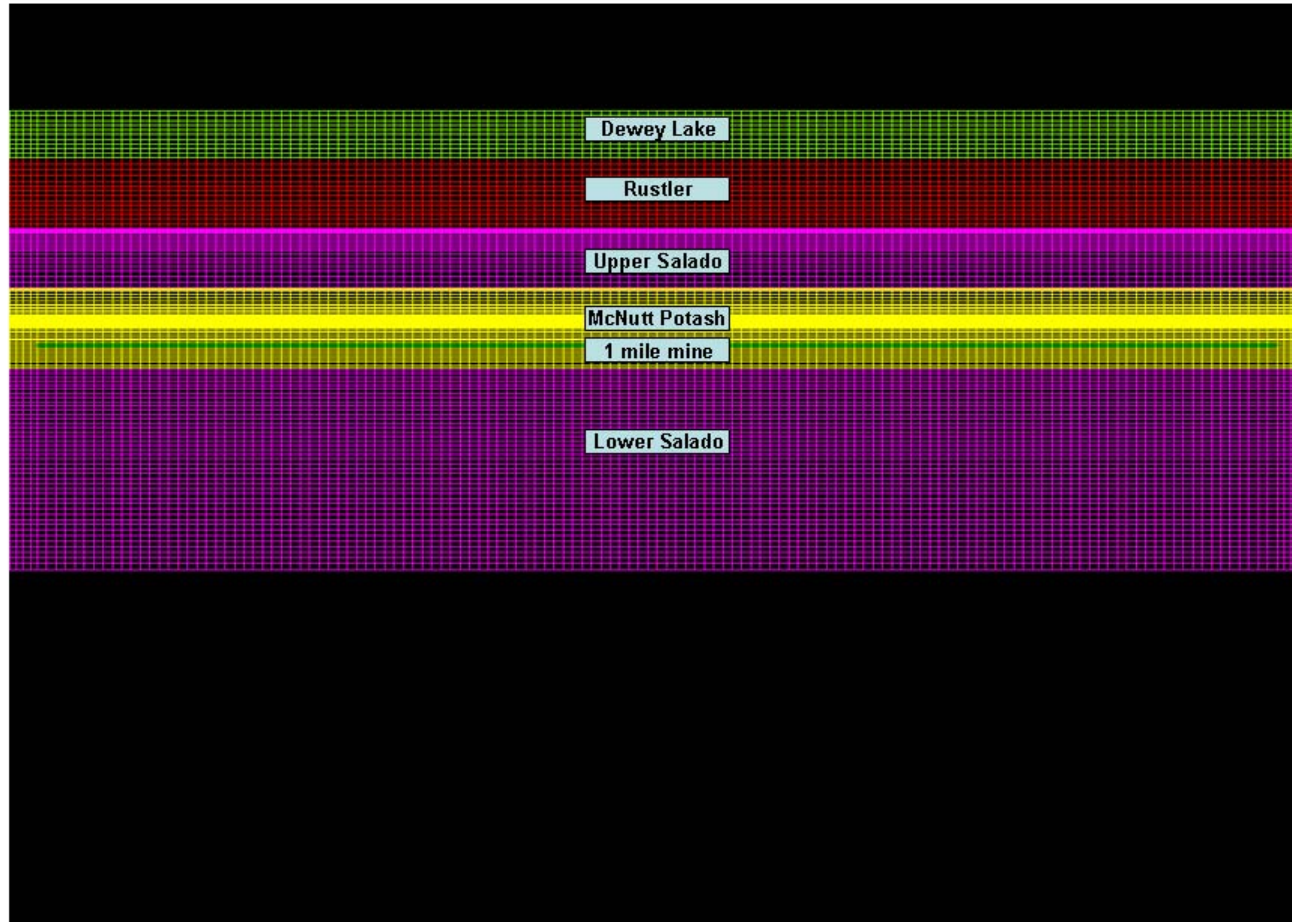 Dewey Lake
Rustler
Upper Salado
McNutt Potash
1 mile mine
Lower Salado